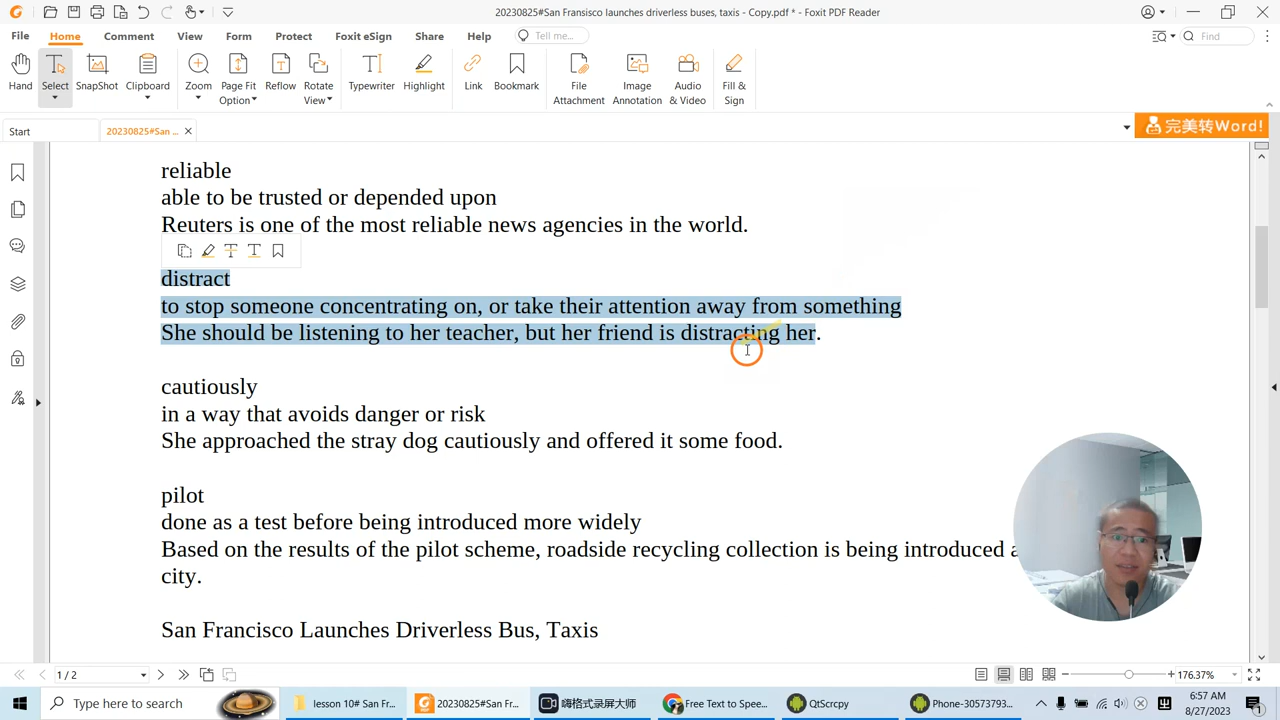 20230825#San Fransisco launches driverless buses, taxis - Copy.pdf * - Foxit PDF Reader
File Home Comment View Form Protect Foxit eSign Share Help Tell me... Find
Hand Select SnapShot Clipboard Zoom Page Fit Option Reflow Rotate View Typewriter Highlight Link Bookmark File Attachment Image Annotation Audio & Video Fill & Sign
Start 20230825#San ... 完美转Word!
reliable
able to be trusted or depended upon
Reuters is one of the most reliable news agencies in the world.
distract
to stop someone concentrating on, or take their attention away from something
She should be listening to her teacher, but her friend is distracting her.
cautiously
in a way that avoids danger or risk
She approached the stray dog cautiously and offered it some food.
pilot
done as a test before being introduced more widely
Based on the results of the pilot scheme, roadside recycling collection is being introduced a
city.
San Francisco Launches Driverless Bus, Taxis
1 / 2 176.37%
Type here to search lesson 10# San Fr... 20230825#San Fr... 嗨格式录屏大师 Free Text to Spee... QtScrcpy Phone-30573793... 6:57 AM
8/27/2023